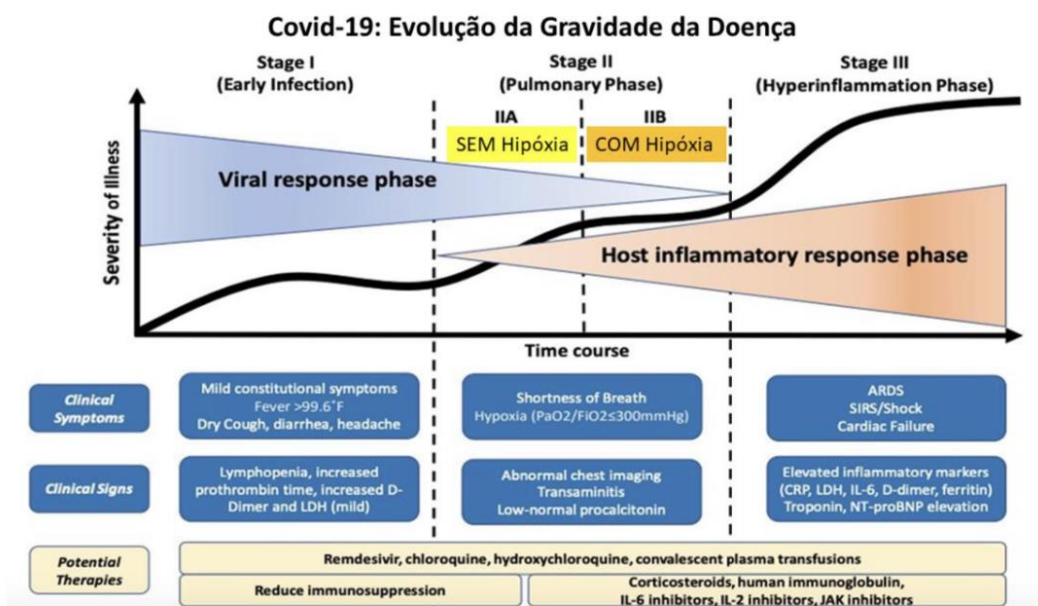 Covid-19: Evolução da Gravidade da Doença
Stage I
(Early Infection)
Stage II
(Pulmonary Phase)
Stage III
(Hyperinflammation Phase)
IIA
IIB
SEM Hipóxia
COM Hipóxia
Severity of Illness
Viral response phase
Host inflammatory response phase
Time course
Clinical
Symptoms
Mild constitutional symptoms
Fever >99.6°F
Dry Cough, diarrhea, headache
Shortness of Breath
Hypoxia (PaO2/FiO2≤300mmHg)
ARDS
SIRS/Shock
Cardiac Failure
Clinical Signs
Lymphopenia, increased
prothrombin time, increased D-
Dimer and LDH (mild)
Abnormal chest imaging
Transaminitis
Low-normal procalcitonin
Elevated inflammatory markers
(CRP, LDH, IL-6, D-dimer, ferritin)
Troponin, NT-proBNP elevation
Potential
Therapies
Remdesivir, chloroquine, hydroxychloroquine, convalescent plasma transfusions
Reduce immunosuppression
Corticosteroids, human immunoglobulin,
IL-6 inhibitors, IL-2 inhibitors, JAK inhibitors